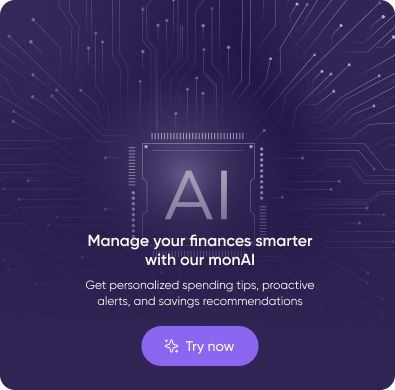 AI
Manage your finances smarter
with our monAI
Get personalized spending tips, proactive
alerts, and savings recommendations
Try now